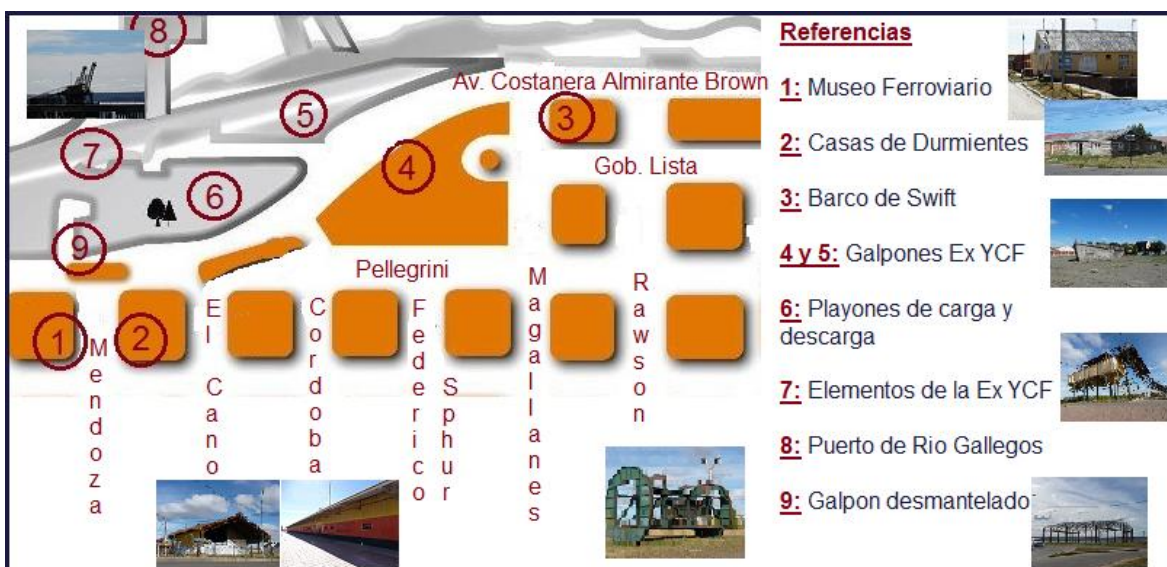 8
5
7
6
9
4
3
1
2
Av. Costanera Almirante Brown
Gob. Lista
Pellegrini
Mendoza
El Cano
Cordoba
Federico Sphur
Magallanes
Rawson
Referencias
1: Museo Ferroviario
2: Casas de Durmientes
3: Barco de Swift
4 y 5: Galpones Ex YCF
6: Playones de carga y
descarga
7: Elementos de la Ex YCF
8: Puerto de Rio Gallegos
9: Galpon desmantelado